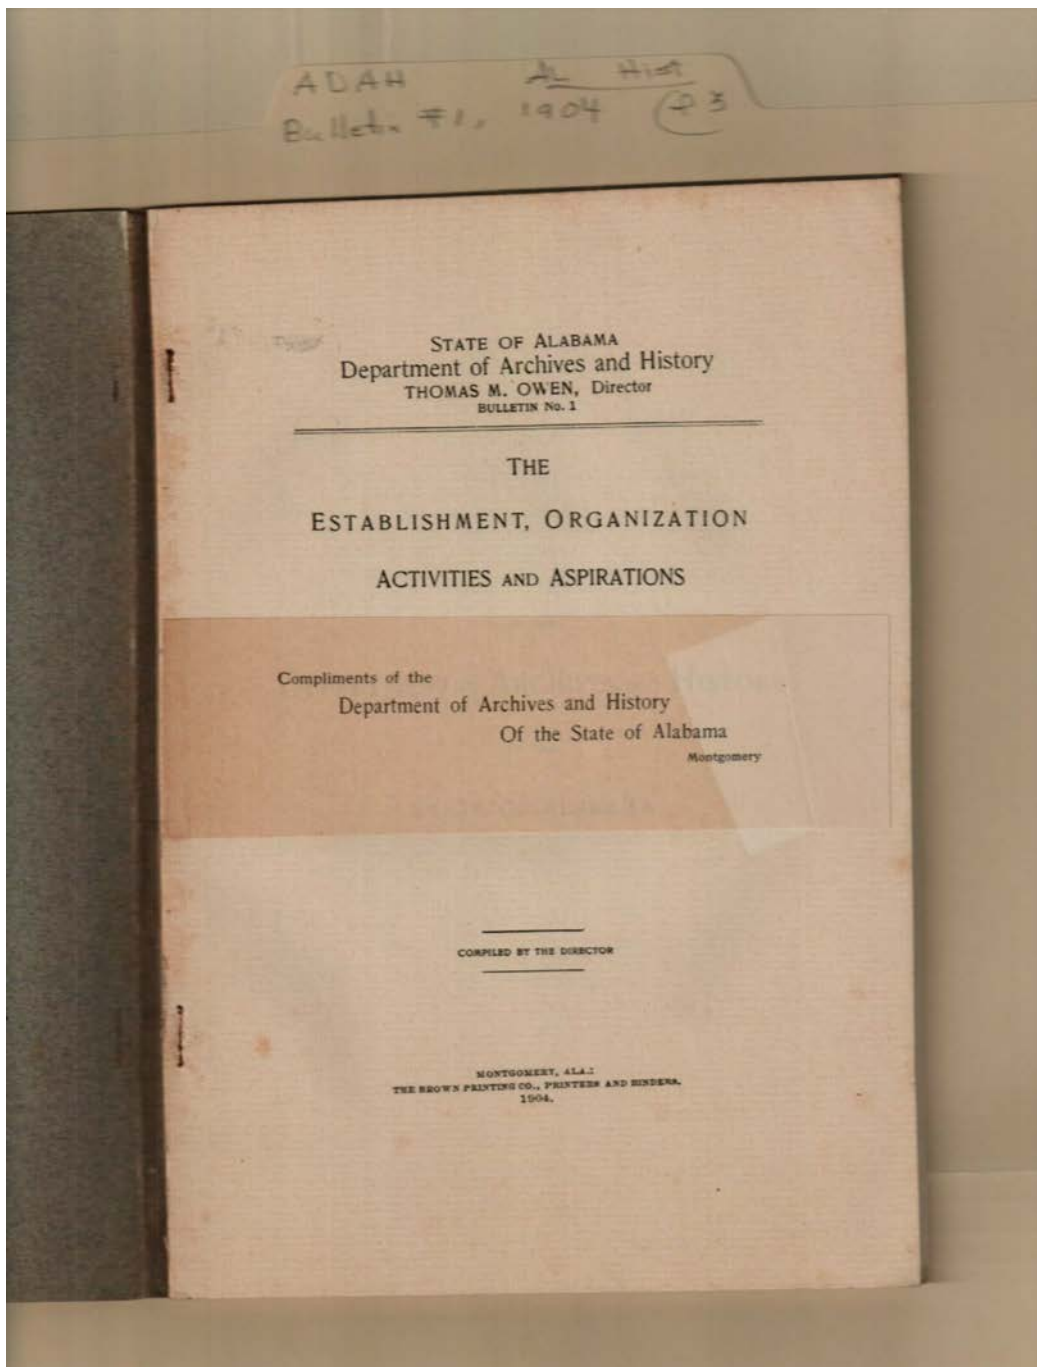 ADAH AL Hist
Bulletin #1, 1904 P3
STATE OF ALABAMA
Department of Archives and History
THOMAS M. OWEN, Director
BULLETIN No. 1
THE
ESTABLISHMENT, ORGANIZATION
ACTIVITIES AND ASPIRATIONS
Compliments of the
Department of Archives and History
Of the State of Alabama
Montgomery
COMPILED BY THE DIRECTOR
MONTGOMERY, ALA.:
THE BROWN PRINTING CO., PRINTERS AND BINDERS.
1904.